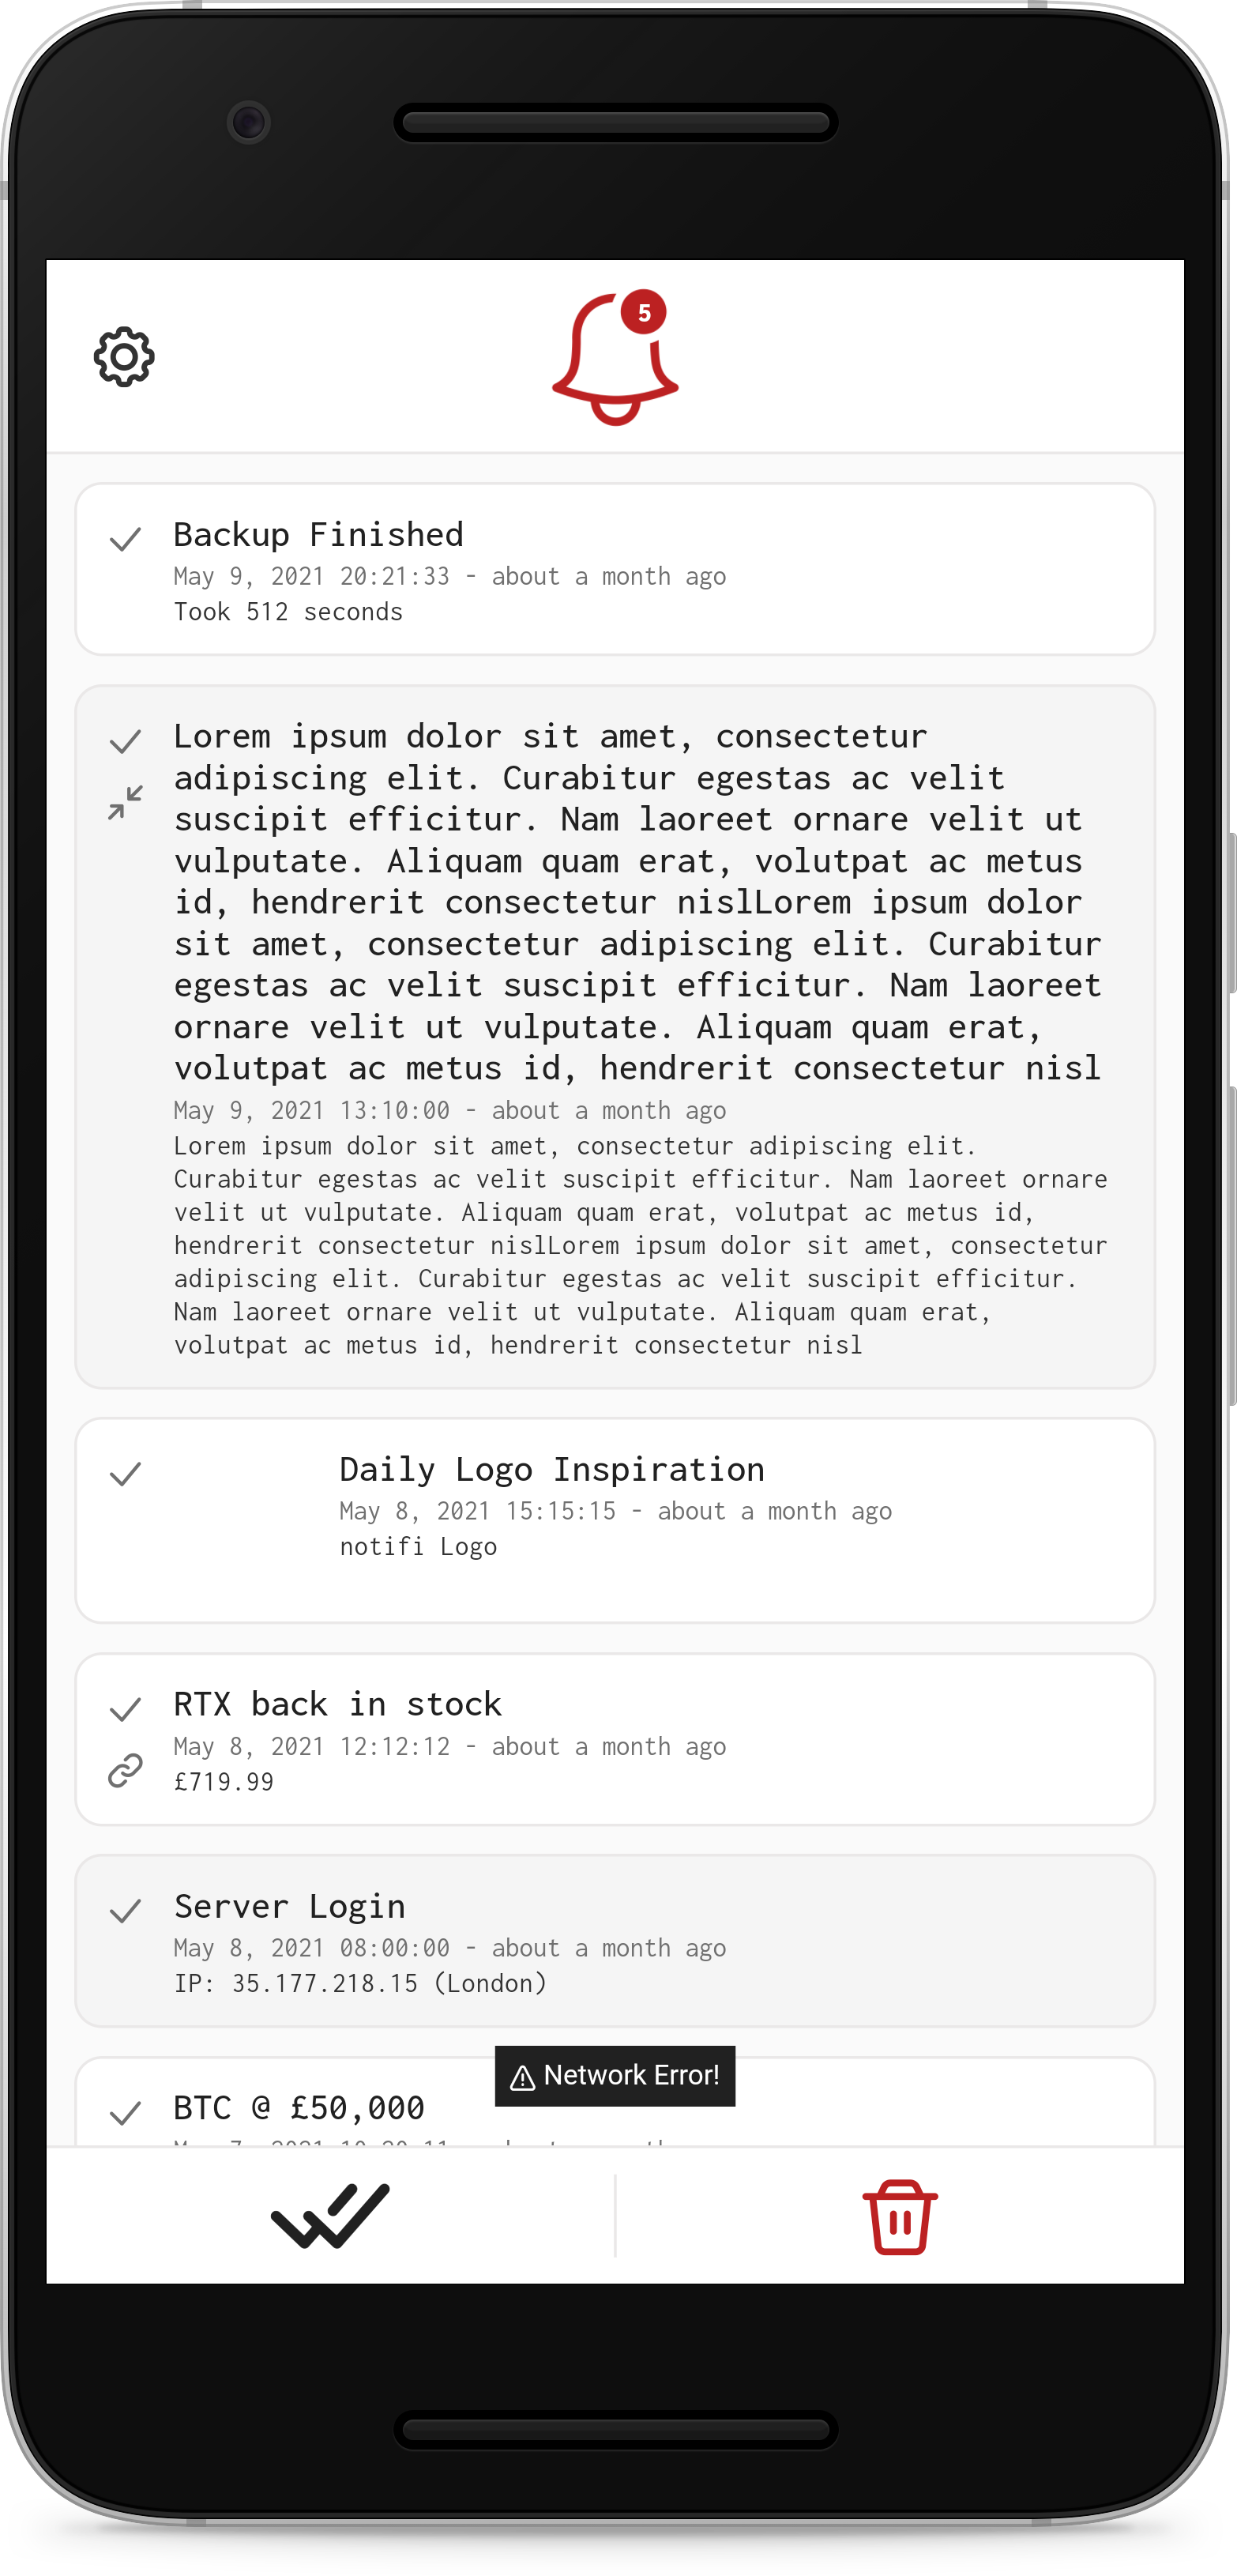 5
Backup Finished
May 9, 2021 20:21:33 - about a month ago
Took 512 seconds
Lorem ipsum dolor sit amet, consectetur
adipiscing elit. Curabitur egestas ac velit
suscipit efficitur. Nam laoreet ornare velit ut
vulputate. Aliquam quam erat, volutpat ac metus
id, hendrerit consectetur nislLorem ipsum dolor
sit amet, consectetur adipiscing elit. Curabitur
egestas ac velit suscipit efficitur. Nam laoreet
ornare velit ut vulputate. Aliquam quam erat,
volutpat ac metus id, hendrerit consectetur nisl
May 9, 2021 13:10:00 - about a month ago
Lorem ipsum dolor sit amet, consectetur adipiscing elit.
Curabitur egestas ac velit suscipit efficitur. Nam laoreet ornare
velit ut vulputate. Aliquam quam erat, volutpat ac metus id,
hendrerit consectetur nislLorem ipsum dolor sit amet, consectetur
adipiscing elit. Curabitur egestas ac velit suscipit efficitur.
Nam laoreet ornare velit ut vulputate. Aliquam quam erat,
volutpat ac metus id, hendrerit consectetur nisl
Daily Logo Inspiration
May 8, 2021 15:15:15 - about a month ago
notifi Logo
RTX back in stock
May 8, 2021 12:12:12 - about a month ago
£719.99
Server Login
May 8, 2021 08:00:00 - about a month ago
IP: 35.177.218.15 (London)
Network Error!
BTC @ £50,000